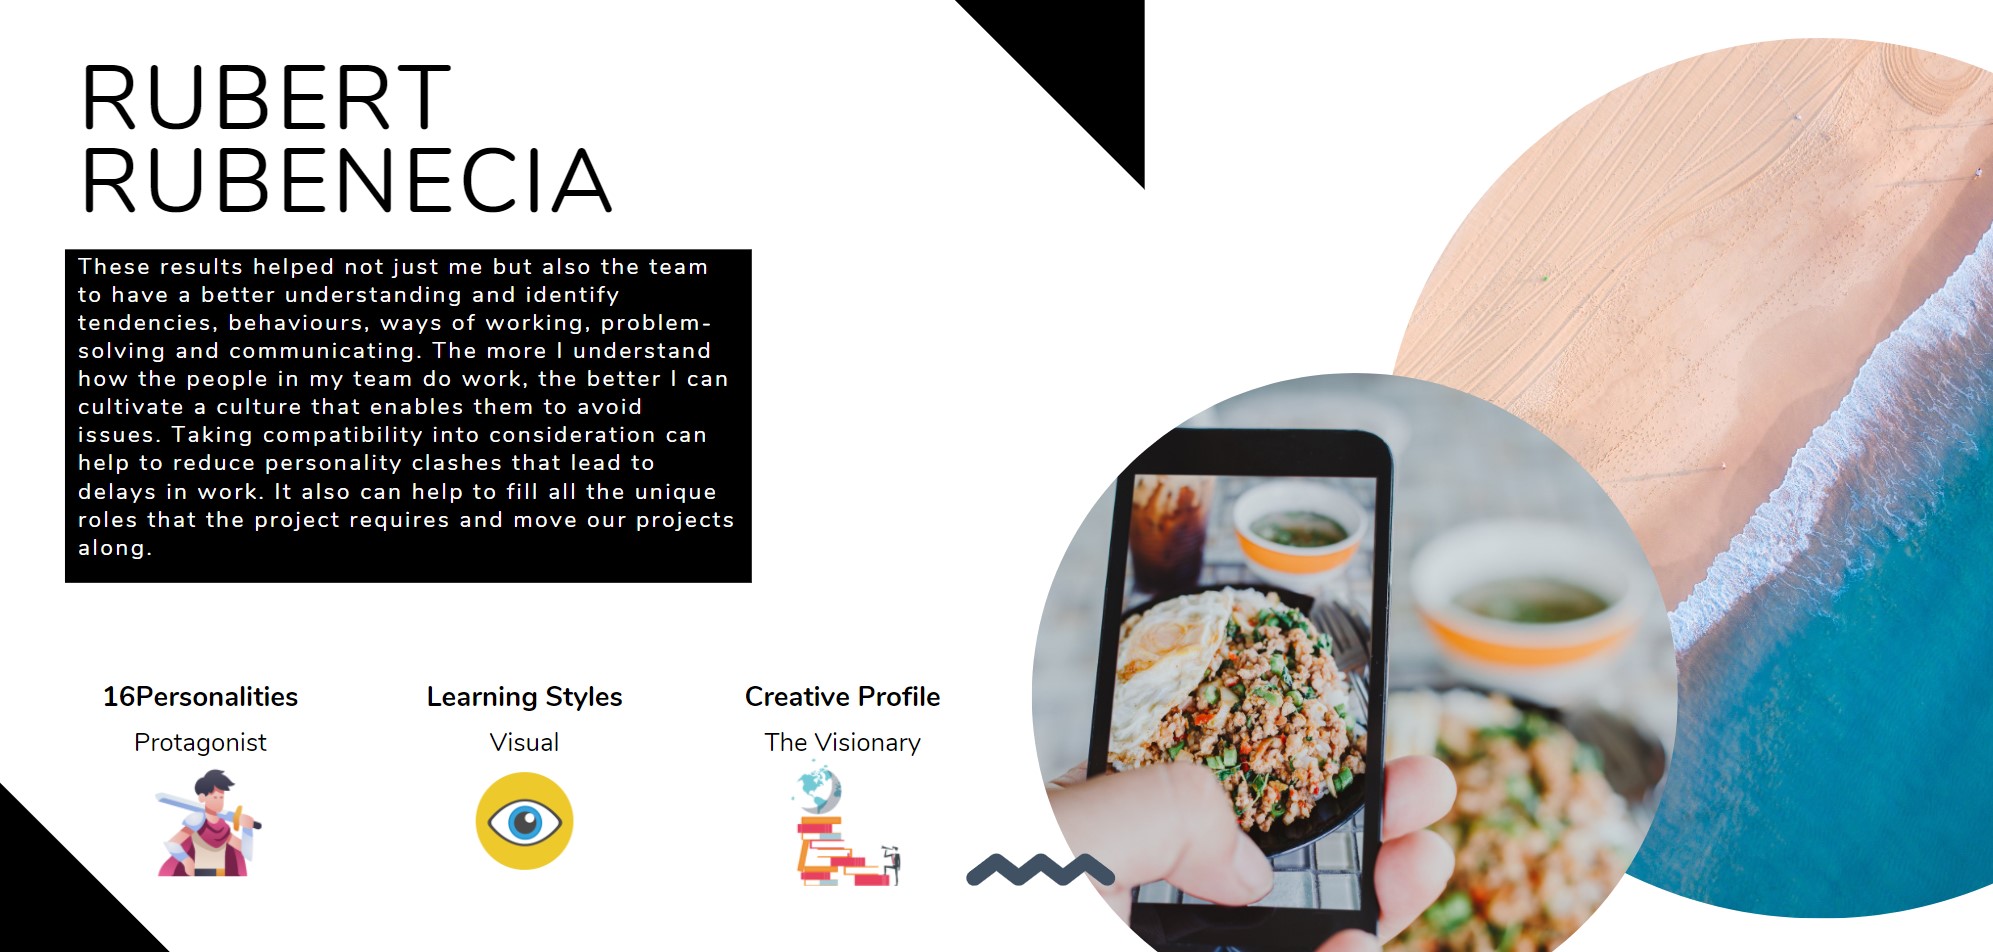 RUBERT
RUBENECIA
These results helped not just me but also the team
to have a better understanding and identify
tendencies, behaviours, ways of working, problem-
solving and communicating. The more I understand
how the people in my team do work, the better I can
cultivate a culture that enables them to avoid
issues. Taking compatibility into consideration can
help to reduce personality clashes that lead to
delays in work. It also can help to fill all the unique
roles that the project requires and move our projects
along.
16Personalities
Protagonist
Learning Styles
Visual
Creative Profile
The Visionary